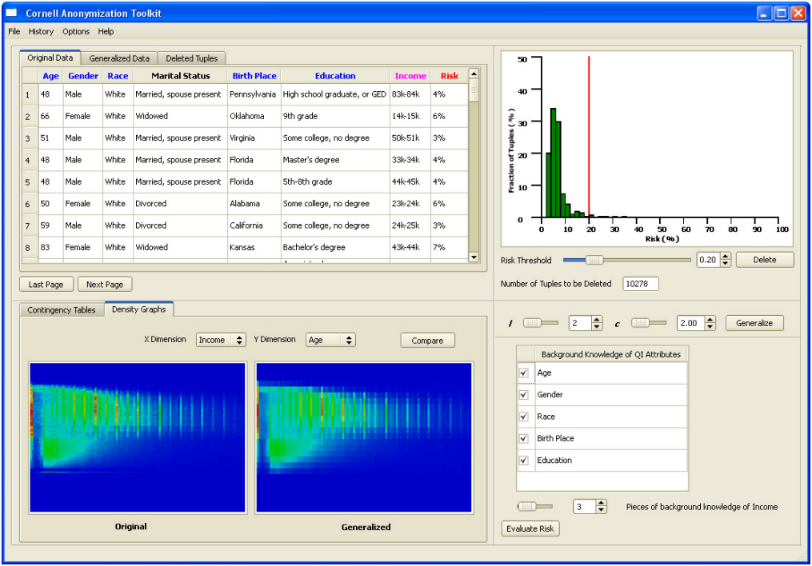 Cornell Anonymization Toolkit
File History Options Help
Original Data Generalized Data Deleted Tuples
Age Gender Race Marital Status Birth Place Education Income Risk
1 48 Male White Married, spouse present Pennsylvania High school graduate, or GED 83k-84k 4%
2 66 Female White Widowed Oklahoma 9th grade 14k-15k 6%
3 51 Male White Married, spouse present Virginia Some college, no degree 50k-51k 3%
4 48 Male White Married, spouse present Florida Master's degree 33k-34k 4%
5 48 Male White Married, spouse present Florida 5th-8th grade 44k-45k 4%
6 50 Female White Divorced Alabama Some college, no degree 23k-24k 6%
7 59 Male White Divorced California Some college, no degree 24k-25k 3%
8 83 Female White Widowed Kansas Bachelor's degree 43k-44k 7%
Last Page Next Page
Fraction of Tuples ( % )
50
40
30
20
10
0
0 10 20 30 40 50 60 70 80 90 100
Risk ( % )
Risk Threshold 0.20 Delete
Number of Tuples to be Deleted 10278
Contingency Tables Density Graphs
X Dimension Income Y Dimension Age Compare
Original Generalized
l 2 c 2.00 Generalize
Background Knowledge of QI Attributes
Age
Gender
Race
Birth Place
Education
3 Pieces of background knowledge of Income
Evaluate Risk